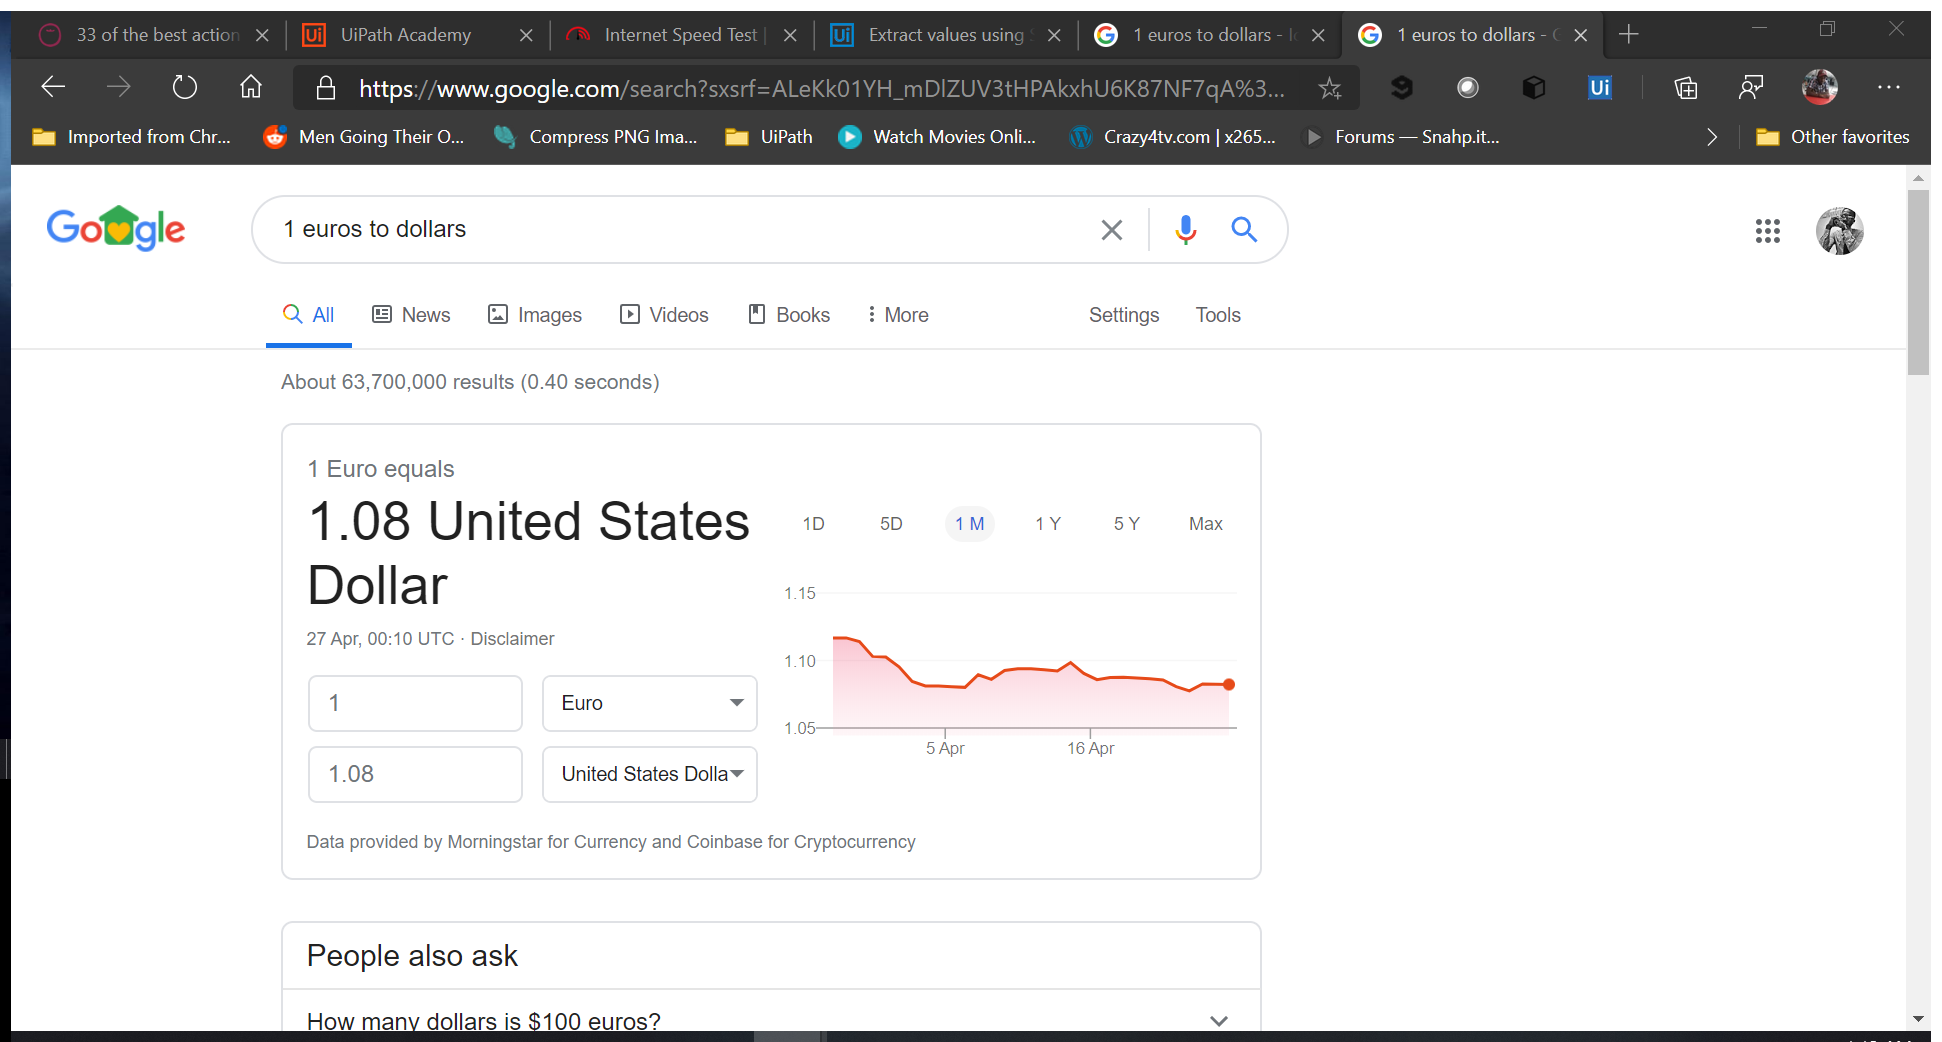 33 of the best action
UiPath Academy
Internet Speed Test |
Extract values using
1 euros to dollars -
1 euros to dollars -
https://www.google.com/search?sxsrf=ALeKk01YH_mDlZUV3tHPAkxhU6K87NF7qA%3...
Ui
Imported from Chr...
Men Going Their O...
Compress PNG Ima...
UiPath
Watch Movies Onli...
Crazy4tv.com | x265...
Forums — Snahp.it...
Other favorites
Google
1 euros to dollars
All
News
Images
Videos
Books
More
Settings
Tools
About 63,700,000 results (0.40 seconds)
1 Euro equals
1.08 United States
Dollar
27 Apr, 00:10 UTC · Disclaimer
1
Euro
1.08
United States Dolla
1D
5D
1 M
1 Y
5 Y
Max
1.15
1.10
1.05
5 Apr
16 Apr
Data provided by Morningstar for Currency and Coinbase for Cryptocurrency
People also ask
How many dollars is $100 euros?